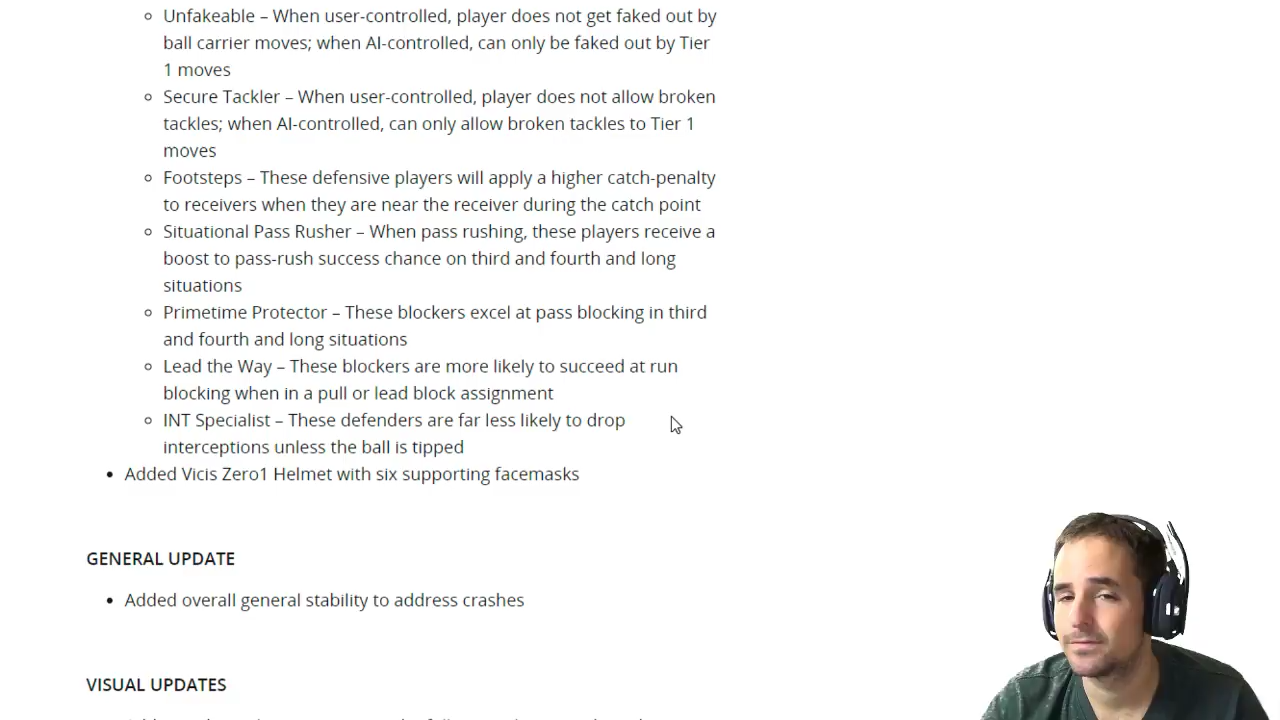 Unfakeable – When user-controlled, player does not get faked out by
ball carrier moves; when AI-controlled, can only be faked out by Tier
1 moves
Secure Tackler – When user-controlled, player does not allow broken
tackles; when AI-controlled, can only allow broken tackles to Tier 1
moves
Footsteps – These defensive players will apply a higher catch-penalty
to receivers when they are near the receiver during the catch point
Situational Pass Rusher – When pass rushing, these players receive a
boost to pass-rush success chance on third and fourth and long
situations
Primetime Protector – These blockers excel at pass blocking in third
and fourth and long situations
Lead the Way – These blockers are more likely to succeed at run
blocking when in a pull or lead block assignment
INT Specialist – These defenders are far less likely to drop
interceptions unless the ball is tipped
Added Vicis Zero1 Helmet with six supporting facemasks
GENERAL UPDATE
Added overall general stability to address crashes
VISUAL UPDATES